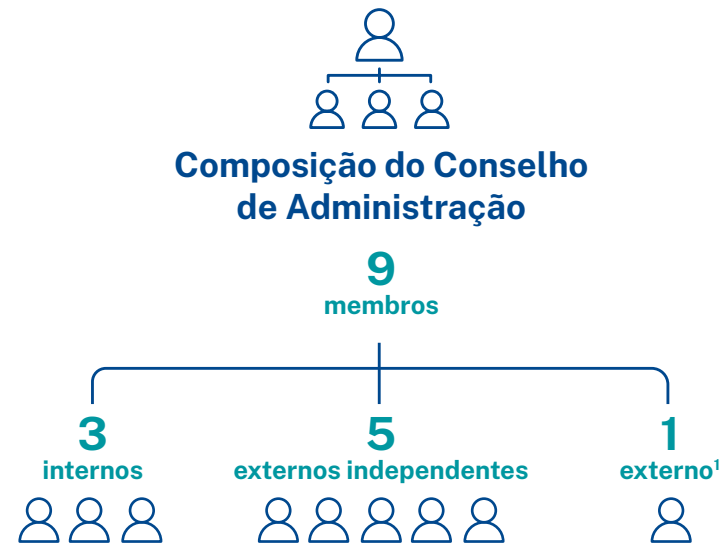 Composição do Conselho
de Administração
9
membros
3
internos
5
externos independentes
1
externo¹